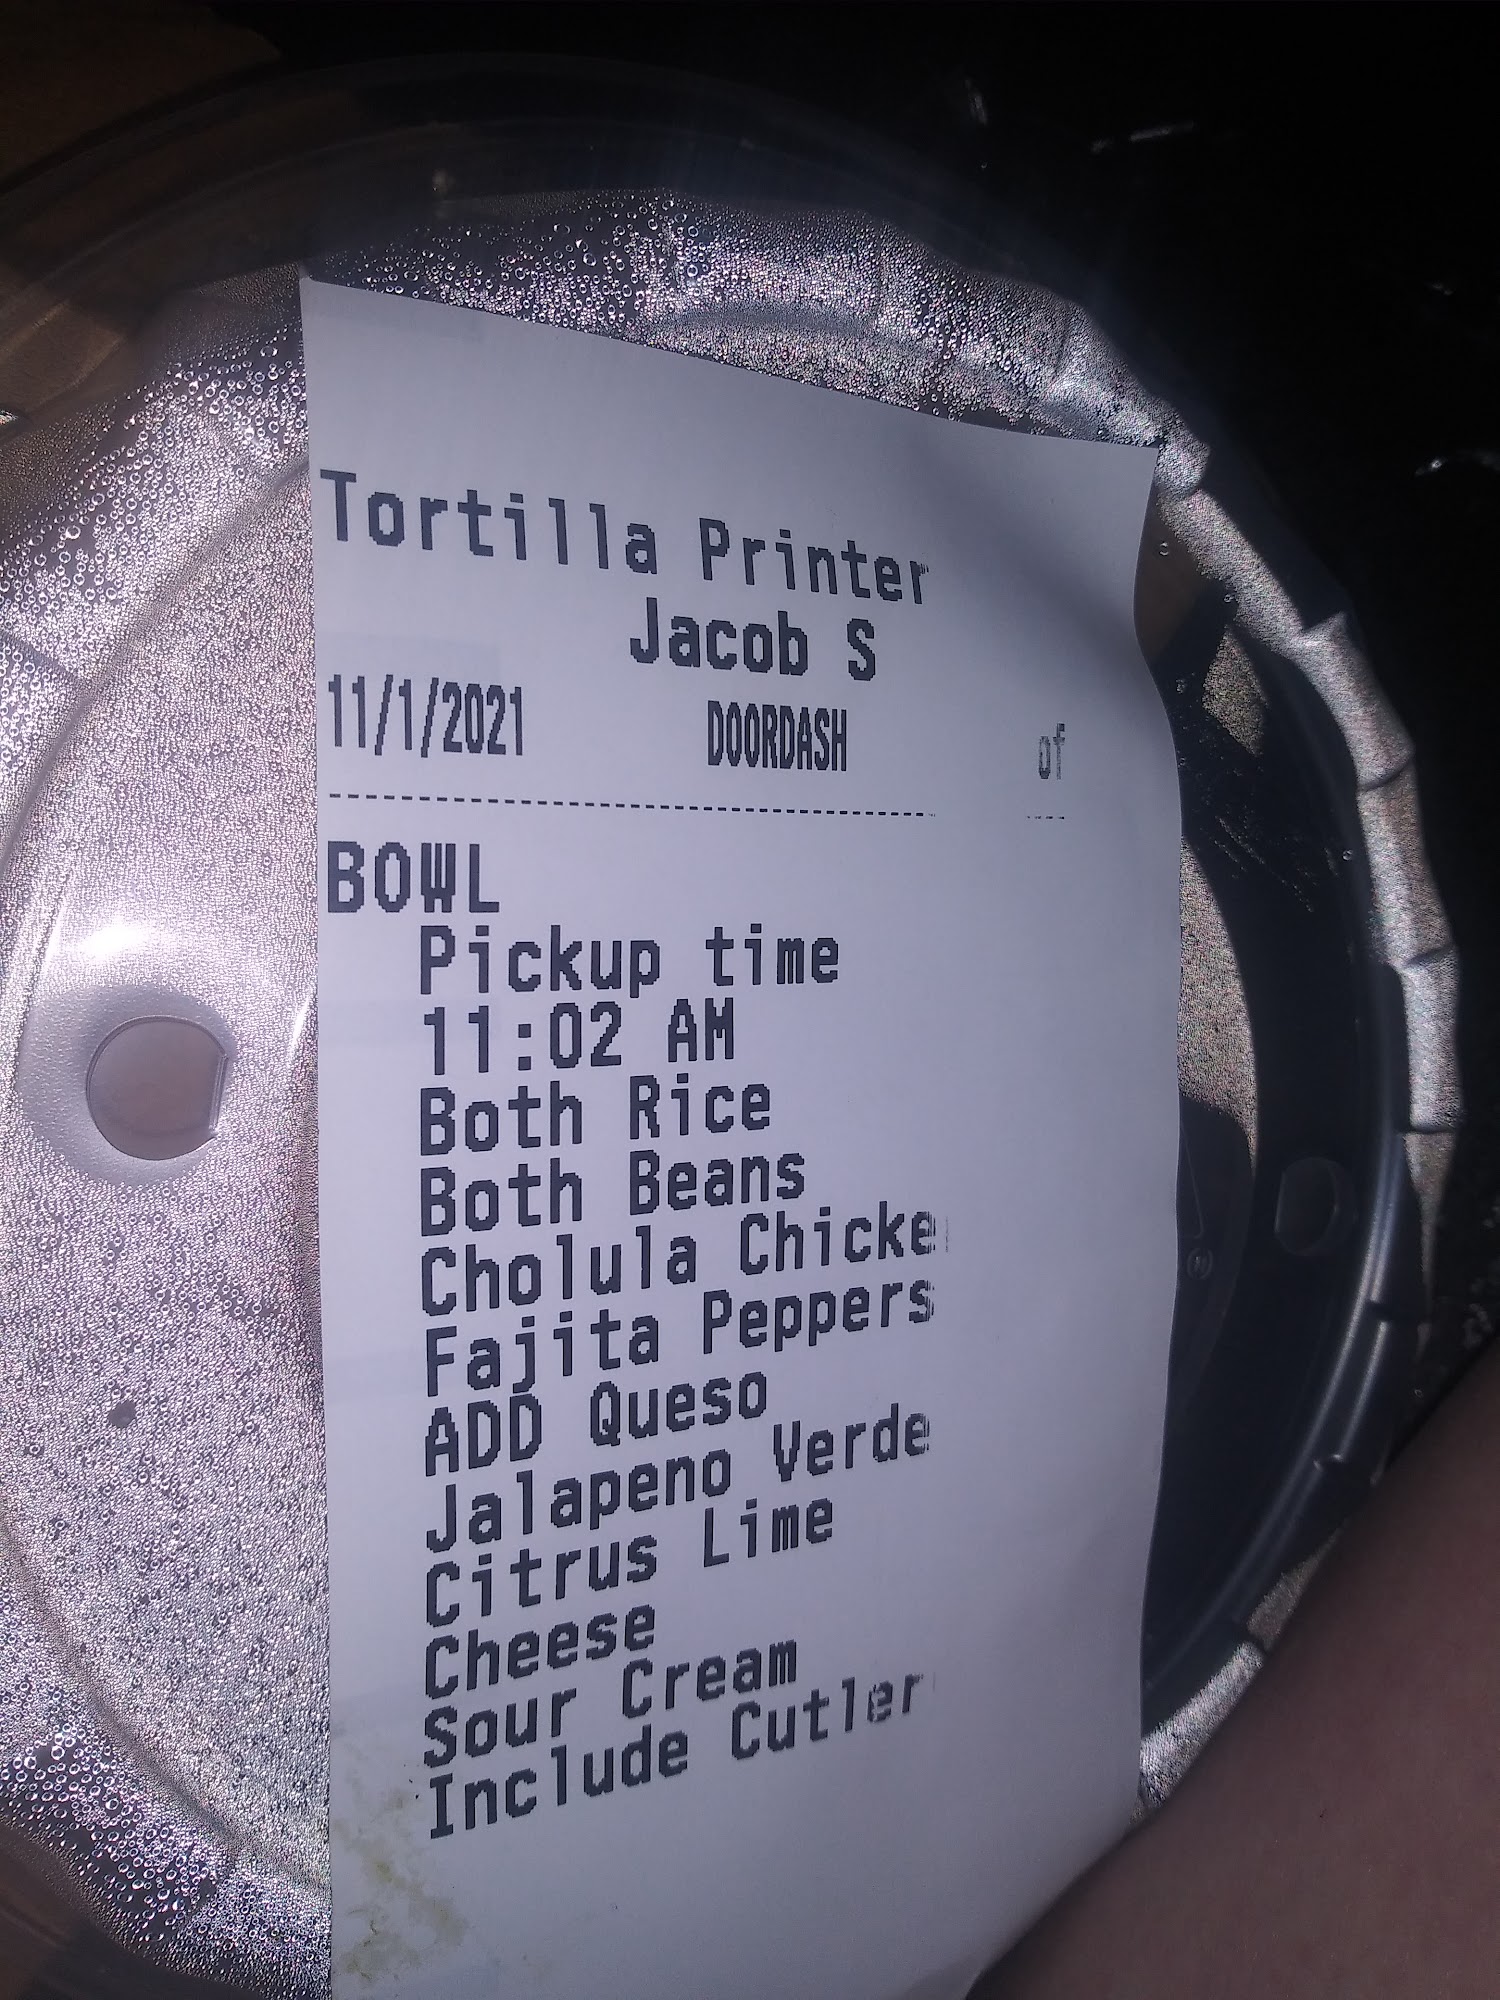 Tortilla Printer
Jacob S
11/1/2021 DOORDASH of
BOWL
Pickup time
11:02 AM
Both Rice
Both Beans
Cholula Chicke
Fajita Peppers
ADD Queso
Jalapeno Verde
Citrus Lime
Cheese
Sour Cream
Include Cutler